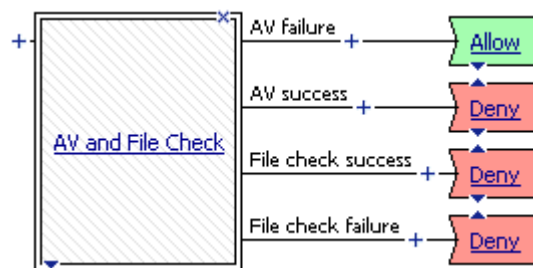 AV failure
Allow
AV success
Deny
AV and File Check
File check success
Deny
File check failure
Deny